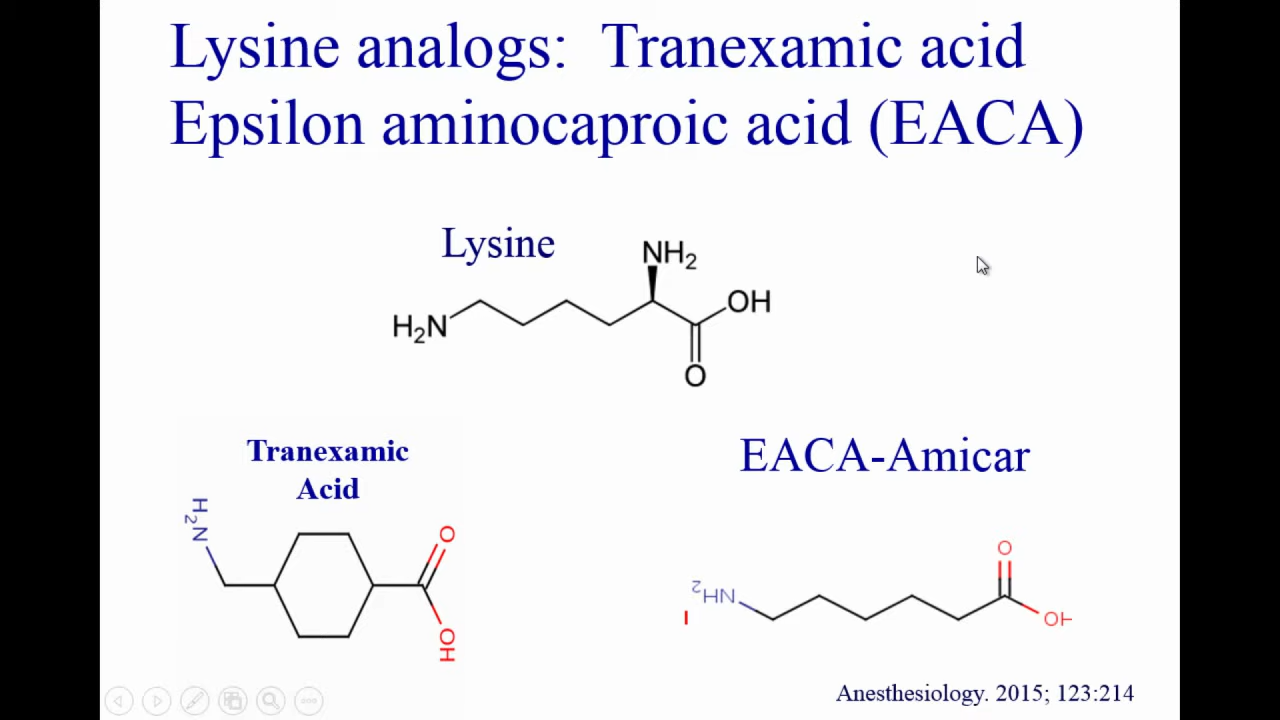 Lysine analogs: Tranexamic acid
Epsilon aminocaproic acid (EACA)
Lysine
NH2
H2N
OH
O
Tranexamic
Acid
H2N
O
OH
EACA-Amicar
O
2HN
OH
Anesthesiology. 2015; 123:214